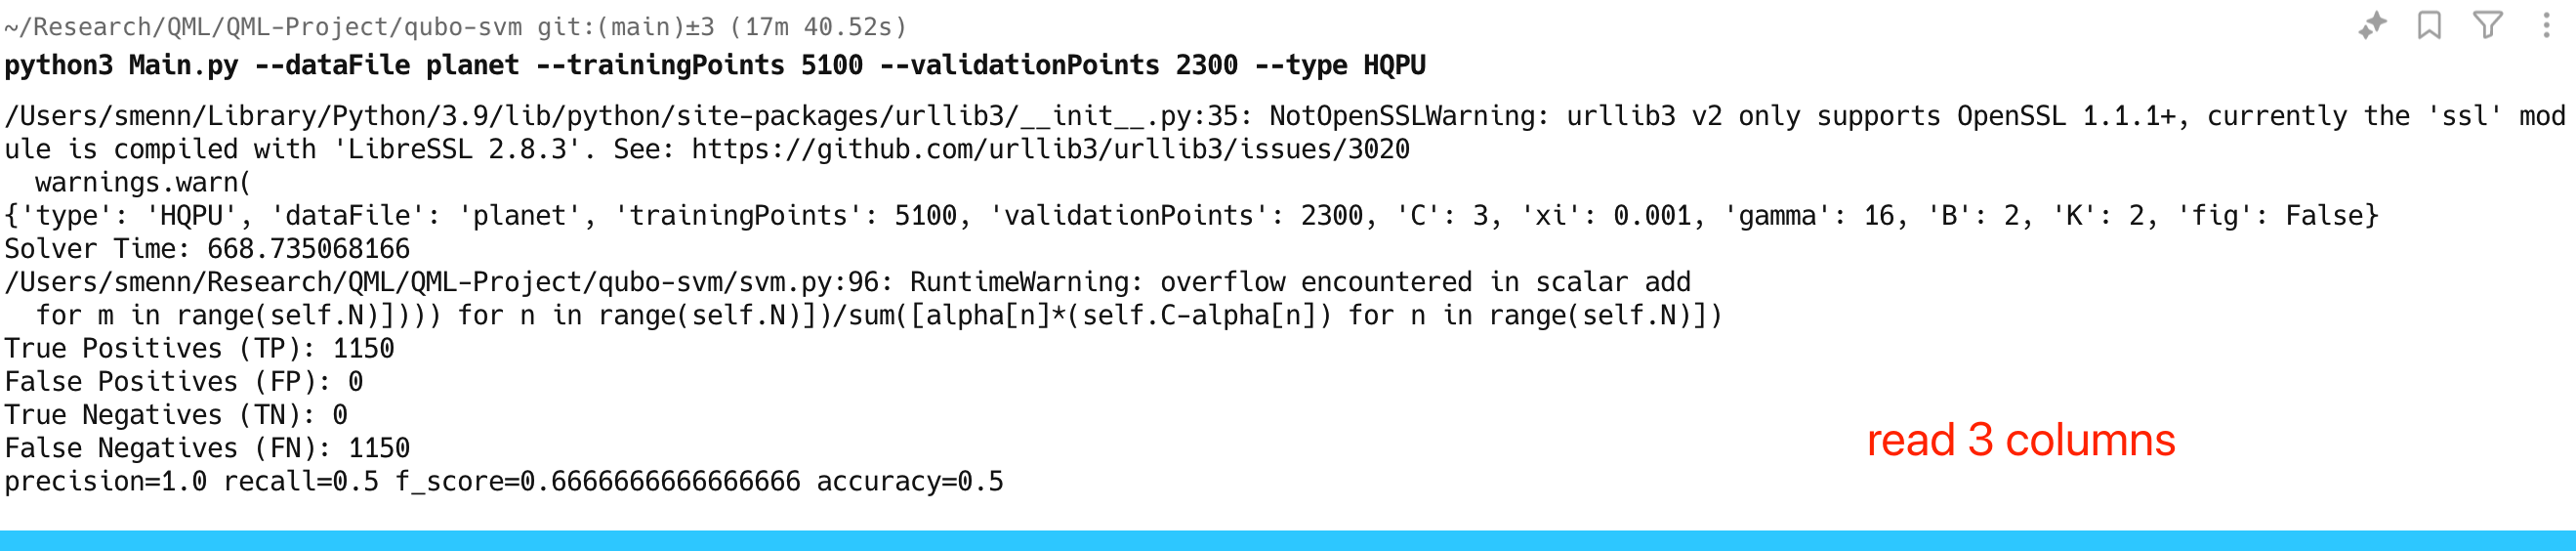 ~/Research/QML/QML-Project/qubo-svm git:(main)±3 (17m 40.52s)
python3 Main.py --dataFile planet --trainingPoints 5100 --validationPoints 2300 --type HQPU
/Users/smenn/Library/Python/3.9/lib/python/site-packages/urllib3/__init__.py:35: NotOpenSSLWarning: urllib3 v2 only supports OpenSSL 1.1.1+, currently the 'ssl' mod
ule is compiled with 'LibreSSL 2.8.3'. See: https://github.com/urllib3/urllib3/issues/3020
  warnings.warn(
{'type': 'HQPU', 'dataFile': 'planet', 'trainingPoints': 5100, 'validationPoints': 2300, 'C': 3, 'xi': 0.001, 'gamma': 16, 'B': 2, 'K': 2, 'fig': False}
Solver Time: 668.735068166
/Users/smenn/Research/QML/QML-Project/qubo-svm/svm.py:96: RuntimeWarning: overflow encountered in scalar add
  for m in range(self.N)]))) for n in range(self.N)])/sum([alpha[n]*(self.C-alpha[n]) for n in range(self.N)])
True Positives (TP): 1150
False Positives (FP): 0
True Negatives (TN): 0
False Negatives (FN): 1150
read 3 columns
precision=1.0 recall=0.5 f_score=0.6666666666666666 accuracy=0.5